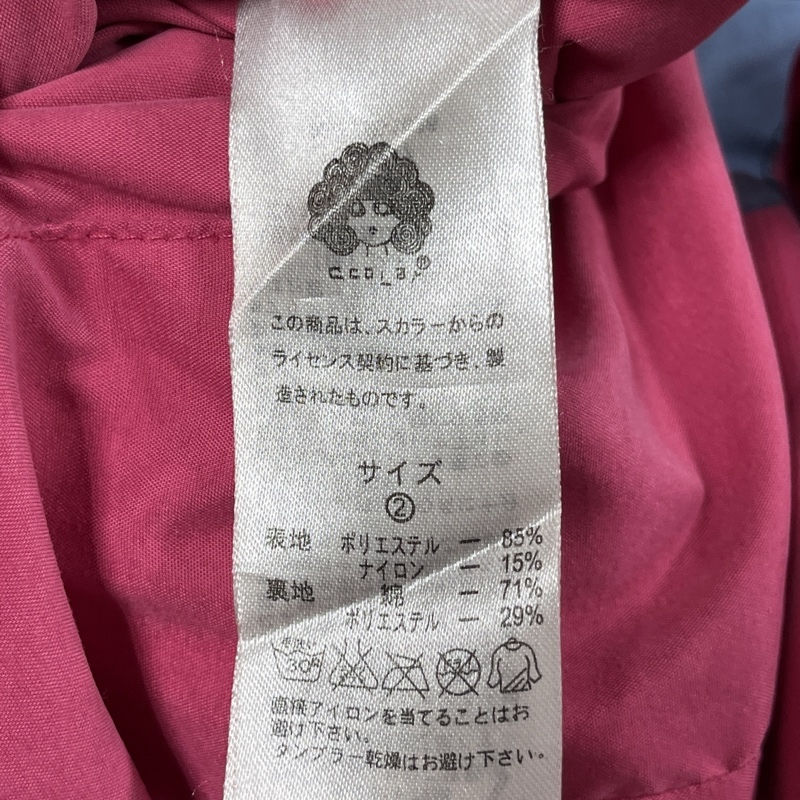 ScoLar®
この商品は、スカラーからの
ライセンス契約に基づき、製
造されたものです。
サイズ
②
表地 ポリエステル ー 85%
ナイロン ー 15%
裏地 綿 ー 71%
ポリエステル ー 29%
手洗い
30
直接アイロンを当てることはお
避け下さい。
タンブラー乾燥はお避け下さい。